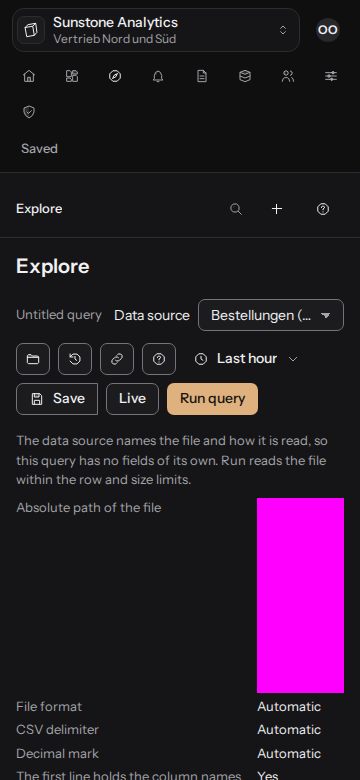 Sunstone Analytics
Vertrieb Nord und Süd
OO
Saved
Explore
Explore
Untitled query
Data source
Bestellungen (...
Last hour
Save
Live
Run query
The data source names the file and how it is read, so
this query has no fields of its own. Run reads the file
within the row and size limits.
Absolute path of the file
File format
Automatic
CSV delimiter
Automatic
Decimal mark
Automatic
The first line holds the column names
Yes